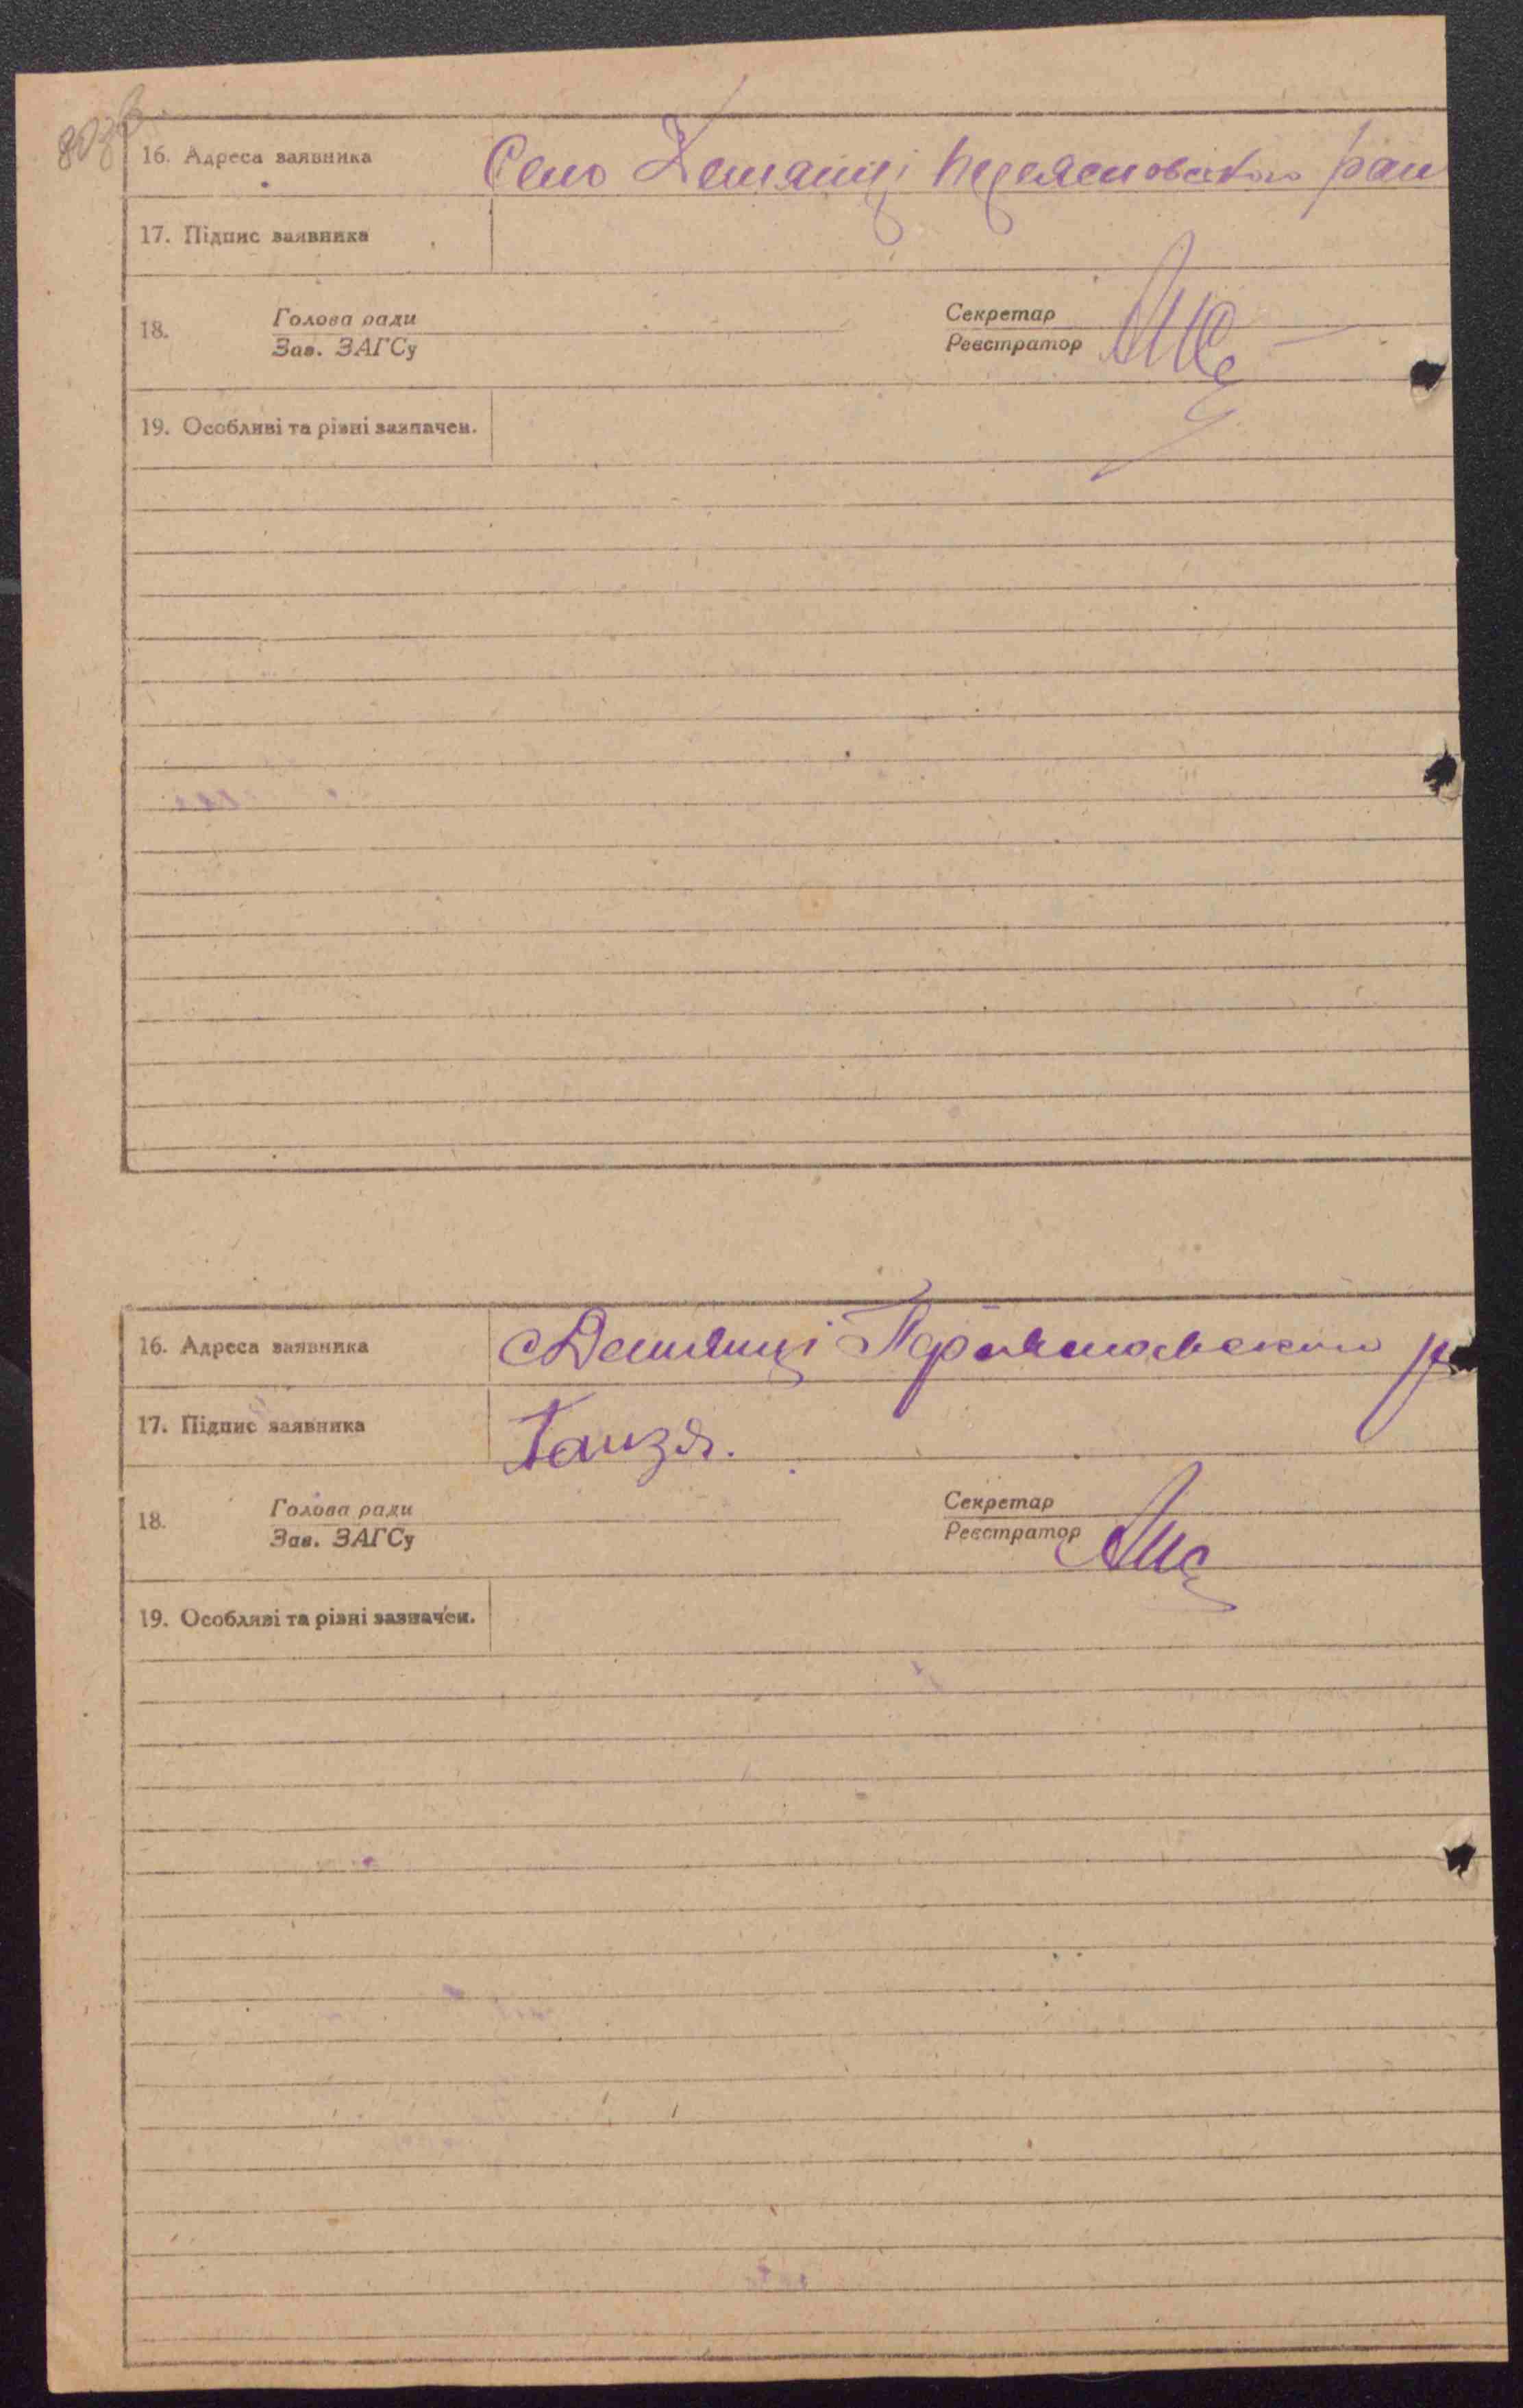 16. Адреса заявника Село Демянці Переясловського рай
17. Підпис заявника
18. Голова ради Секретар
Зав. ЗАГСу Реєстратор
19. Особливі та різні зазначен.
16. Адреса заявника с Демянці
17. Підпис заявника Ганзя.
18. Голова ради Секретар
Зав. ЗАГСу Реєстратор
19. Особливі та різні зазначен.